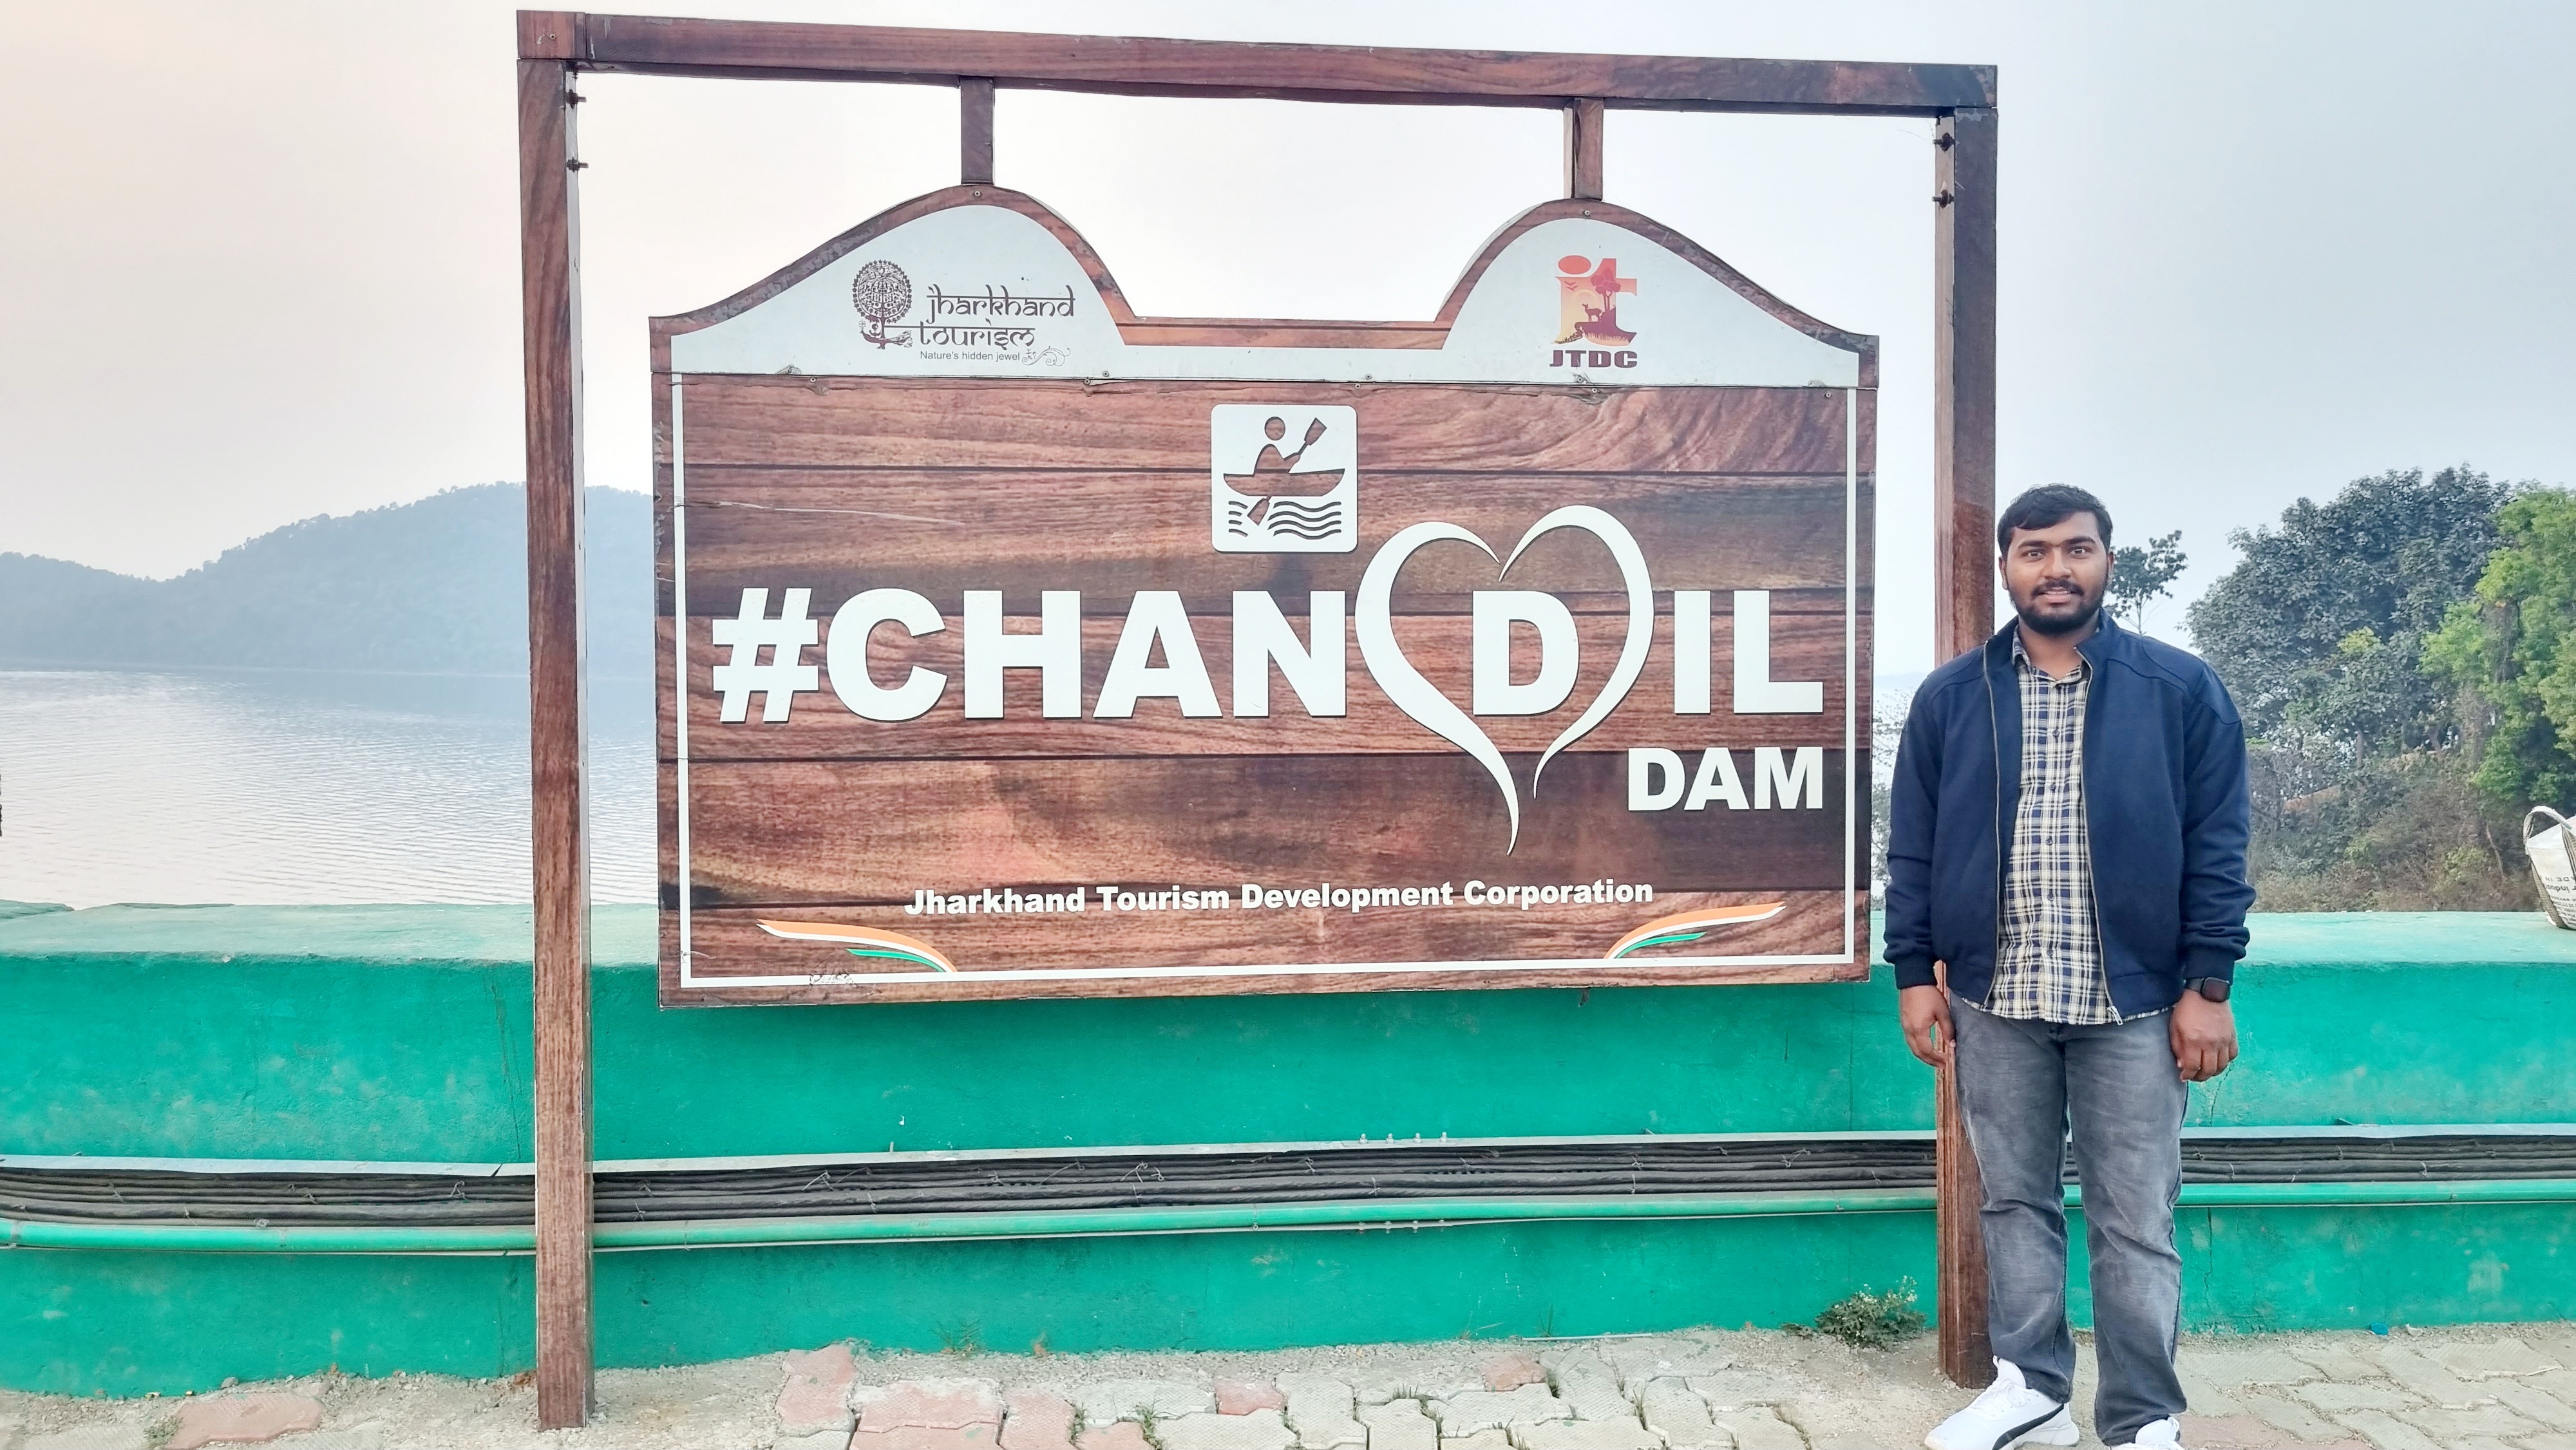 jharkhand
tourism
Nature's hidden jewel
JTDC
#CHANDIL
DAM
Jharkhand Tourism Development Corporation